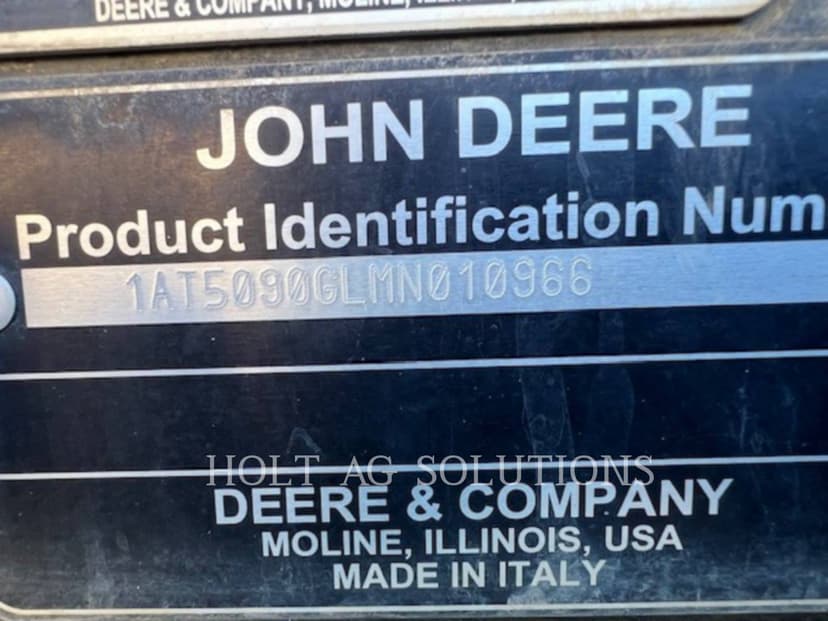 DEERE & COMPANY, MOLINE, ILLINOIS,
JOHN DEERE
Product Identification Num
1AT5090GLMN010966
HOLT AG SOLUTIONS
DEERE & COMPANY
MOLINE, ILLINOIS, USA
MADE IN ITALY